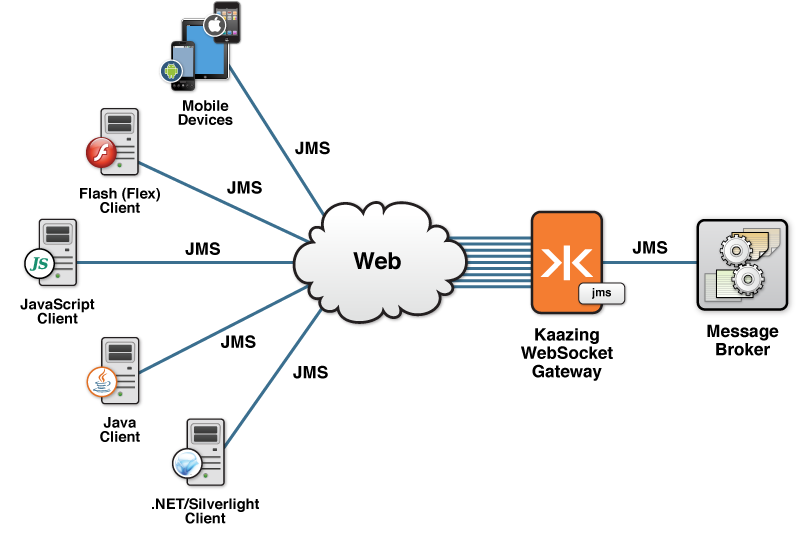 Mobile
Devices
JMS
Flash (Flex)
Client
JMS
JS
JavaScript
Client
JMS
Web
jms
Kaazing
WebSocket
Gateway
JMS
Message
Broker
Java
Client
JMS
.NET/Silverlight
Client
JMS